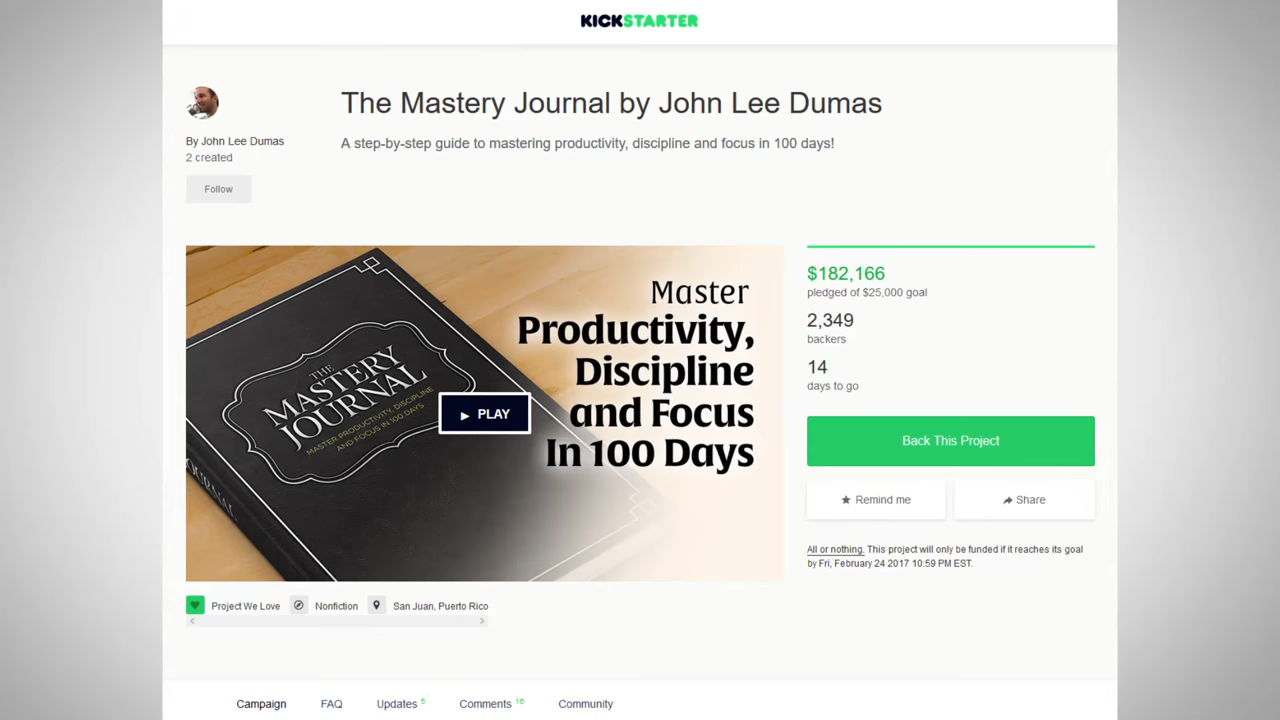 KICKSTARTER
The Mastery Journal by John Lee Dumas
A step-by-step guide to mastering productivity, discipline and focus in 100 days!
By John Lee Dumas
2 created
Follow
THE
MASTERY
JOURNAL
MASTER PRODUCTIVITY, DISCIPLINE
AND FOCUS IN 100 DAYS
JOURNAL
PLAY
Master
Productivity,
Discipline
and Focus
In 100 Days
$182,166
pledged of $25,000 goal
2,349
backers
14
days to go
Back This Project
Remind me
Share
All or nothing. This project will only be funded if it reaches its goal
by Fri, February 24 2017 10:59 PM EST.
Project We Love
Nonfiction
San Juan, Puerto Rico
Campaign
FAQ
Updates 5
Comments 18
Community